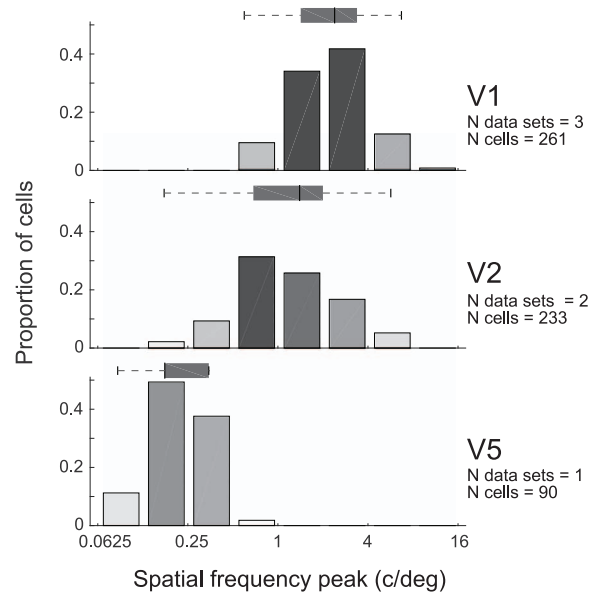 0.4
0.2
0
V1
N data sets = 3
N cells = 261
0.4
0.2
0
V2
N data sets = 2
N cells = 233
0.4
0.2
0
V5
N data sets = 1
N cells = 90
Proportion of cells
0.0625 0.25 1 4 16
Spatial frequency peak (c/deg)